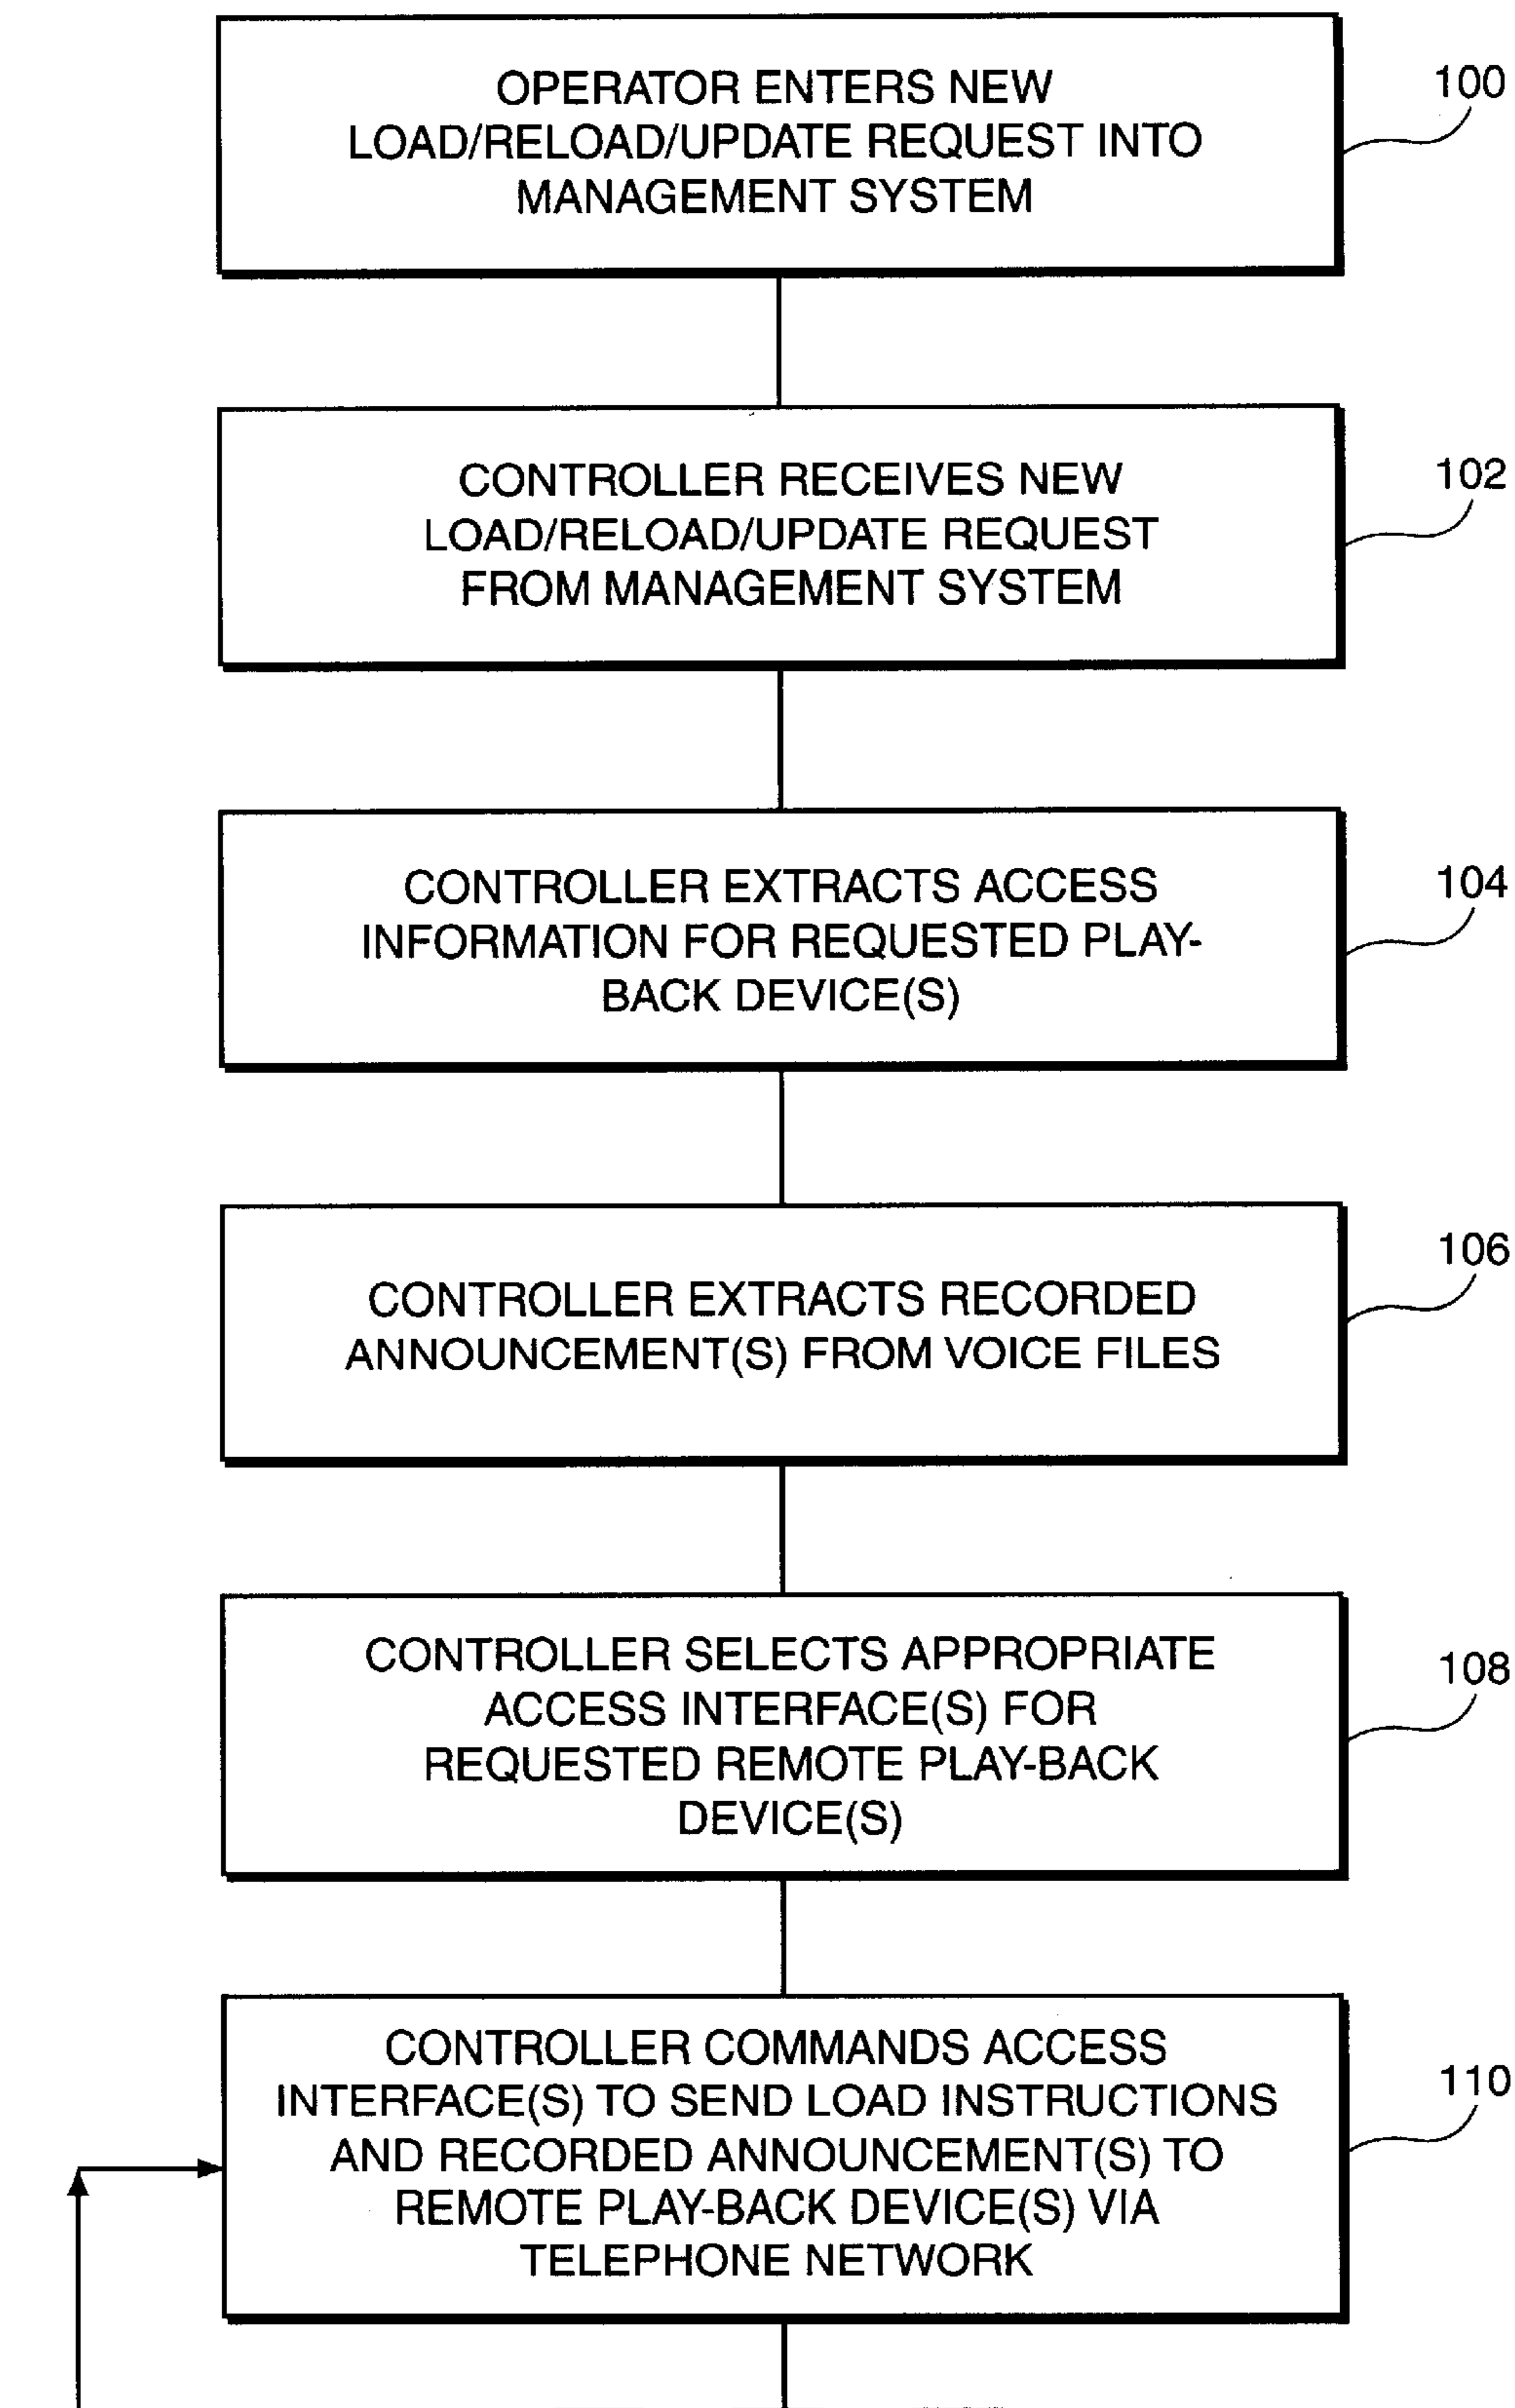 OPERATOR ENTERS NEW
LOAD/RELOAD/UPDATE REQUEST INTO
MANAGEMENT SYSTEM
100
CONTROLLER RECEIVES NEW
LOAD/RELOAD/UPDATE REQUEST
FROM MANAGEMENT SYSTEM
102
CONTROLLER EXTRACTS ACCESS
INFORMATION FOR REQUESTED PLAY-
BACK DEVICE(S)
104
CONTROLLER EXTRACTS RECORDED
ANNOUNCEMENT(S) FROM VOICE FILES
106
CONTROLLER SELECTS APPROPRIATE
ACCESS INTERFACE(S) FOR
REQUESTED REMOTE PLAY-BACK
DEVICE(S)
108
CONTROLLER COMMANDS ACCESS
INTERFACE(S) TO SEND LOAD INSTRUCTIONS
AND RECORDED ANNOUNCEMENT(S) TO
REMOTE PLAY-BACK DEVICE(S) VIA
TELEPHONE NETWORK
110